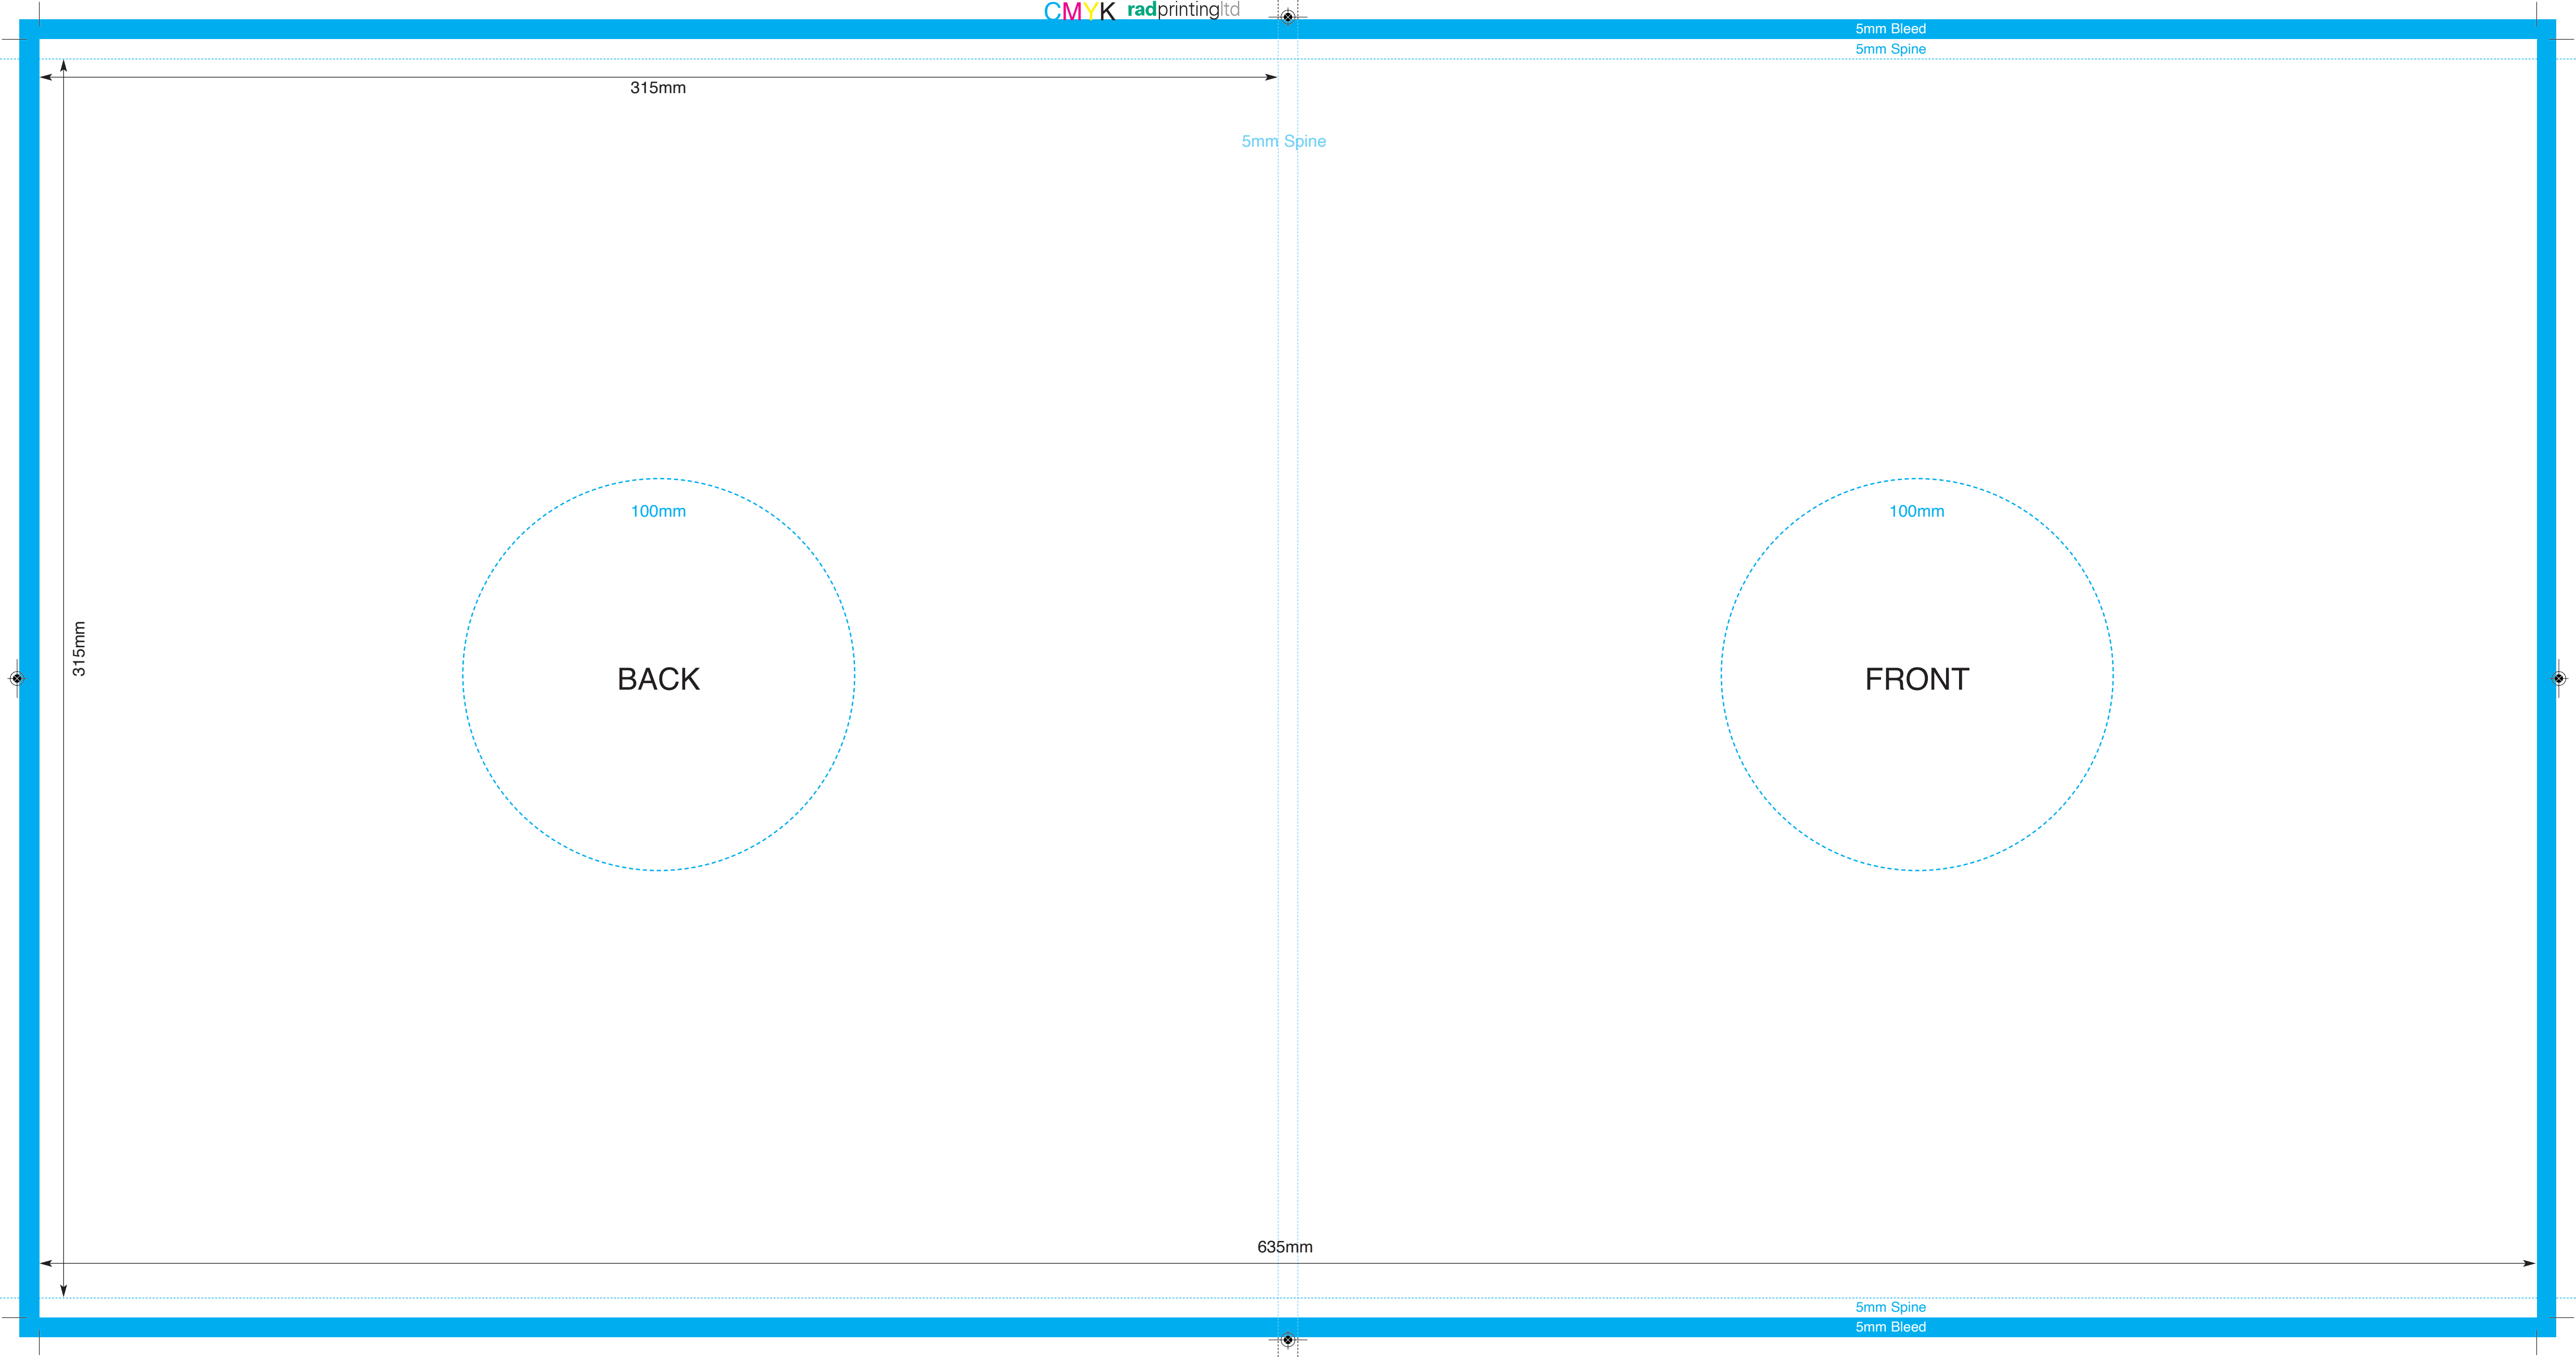 CMYK radprintingltd
5mm Bleed
5mm Spine
315mm
5mm Spine
100mm
100mm
315mm
BACK
FRONT
635mm
5mm Spine
5mm Bleed